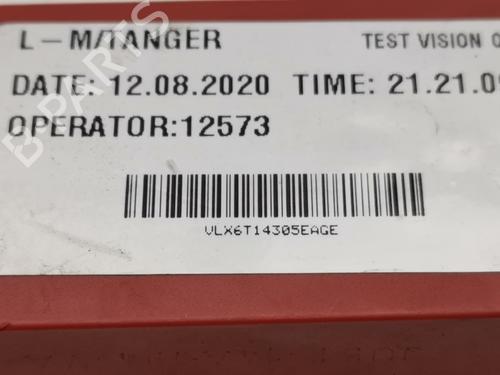 L-M/TANGER TEST VISION
DATE: 12.08.2020 TIME: 21.21.0
OPERATOR:12573
VLX6T14305EAGE